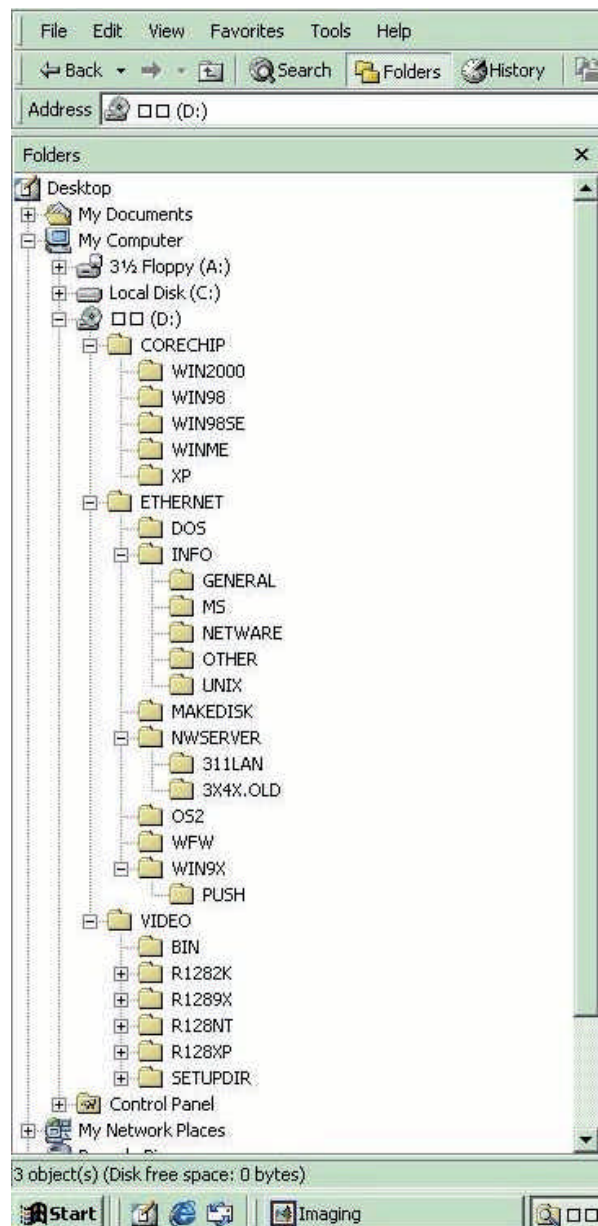 File Edit View Favorites Tools Help
Back Search Folders History
Address □□ (D:)
Folders
Desktop
My Documents
My Computer
3½ Floppy (A:)
Local Disk (C:)
□□ (D:)
CORECHIP
WIN2000
WIN98
WIN98SE
WINME
XP
ETHERNET
DOS
INFO
GENERAL
MS
NETWARE
OTHER
UNIX
MAKEDISK
NWSERVER
311LAN
3X4X.OLD
OS2
WFW
WIN9X
PUSH
VIDEO
BIN
R1282K
R1289X
R128NT
R128XP
SETUPDIR
Control Panel
My Network Places
3 object(s) (Disk free space: 0 bytes)
Start Imaging □□